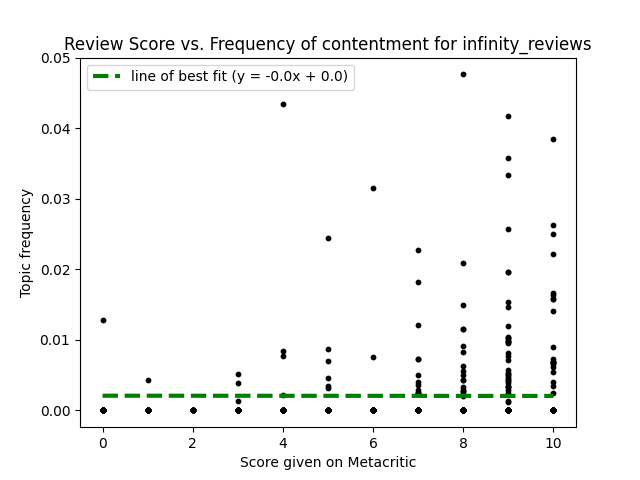 Review Score vs. Frequency of contentment for infinity_reviews
line of best fit (y = -0.0x + 0.0)
0.05
0.04
0.03
0.02
0.01
0.00
Topic frequency
0 2 4 6 8 10
Score given on Metacritic